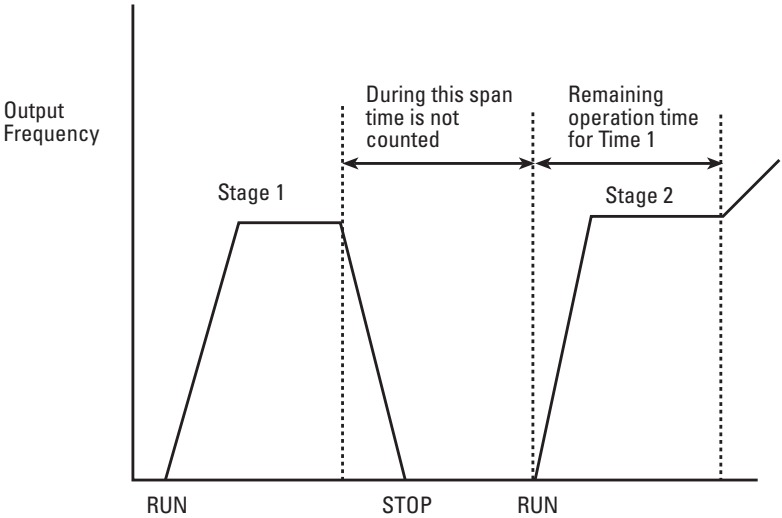 Output
Frequency
During this span
time is not
counted
Remaining
operation time
for Time 1
Stage 1
Stage 2
RUN
STOP
RUN